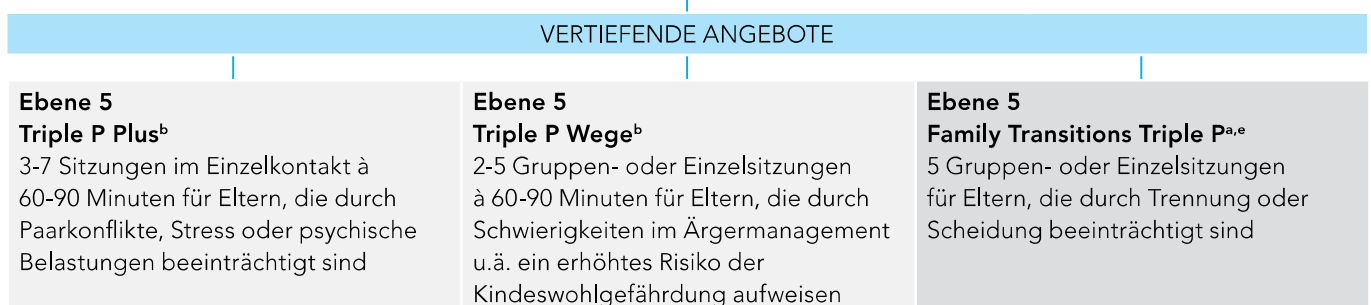 VERTIEFENDE ANGEBOTE
Ebene 5
Triple P Plusᵇ
3-7 Sitzungen im Einzelkontakt à
60-90 Minuten für Eltern, die durch
Paarkonflikte, Stress oder psychische
Belastungen beeinträchtigt sind
Ebene 5
Triple P Wegeᵇ
2-5 Gruppen- oder Einzelsitzungen
à 60-90 Minuten für Eltern, die durch
Schwierigkeiten im Ärgermanagement
u.ä. ein erhöhtes Risiko der
Kindeswohlgefährdung aufweisen
Ebene 5
Family Transitions Triple Pᵃ,ᵉ
5 Gruppen- oder Einzelsitzungen
für Eltern, die durch Trennung oder
Scheidung beeinträchtigt sind